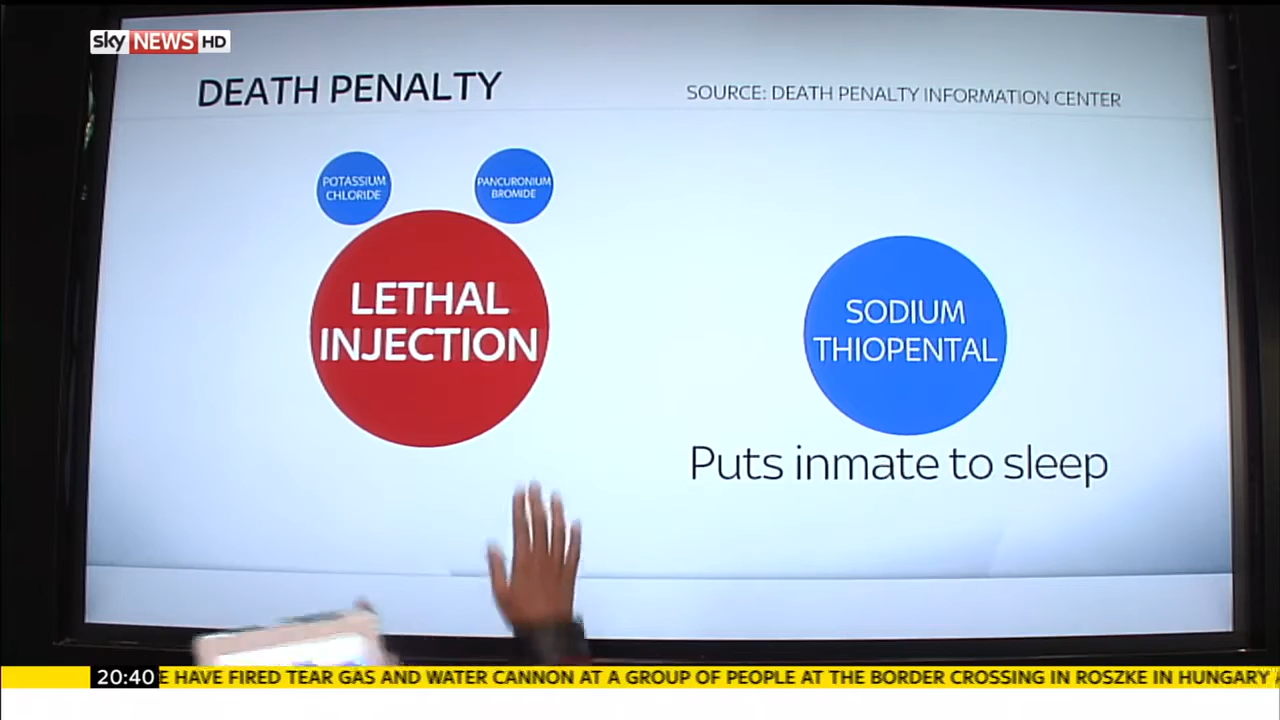 sky NEWS HD
DEATH PENALTY
SOURCE: DEATH PENALTY INFORMATION CENTER
POTASSIUM
CHLORIDE
PANCURONIUM
BROMIDE
LETHAL
INJECTION
SODIUM
THIOPENTAL
Puts inmate to sleep
20:40 E HAVE FIRED TEAR GAS AND WATER CANNON AT A GROUP OF PEOPLE AT THE BORDER CROSSING IN ROSZKE IN HUNGARY